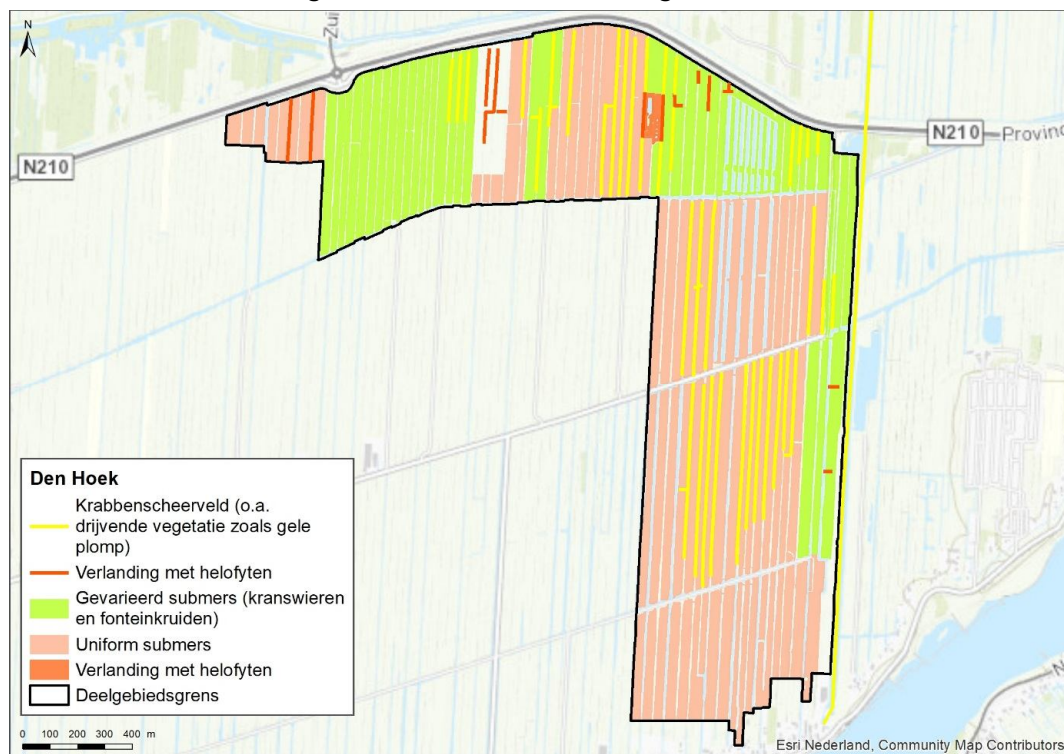 N
Zui
N210
Provinc
N210
Den Hoek
Krabbenscheerveld (o.a.
drijvende vegetatie zoals gele
plomp)
Verlanding met helofyten
Gevarieerd submers (kranswieren
en fonteinkruiden)
Uniform submers
Verlanding met helofyten
Deelgebiedsgrens
0 100 200 300 400 m
N
Esri Nederland, Community Map Contributors